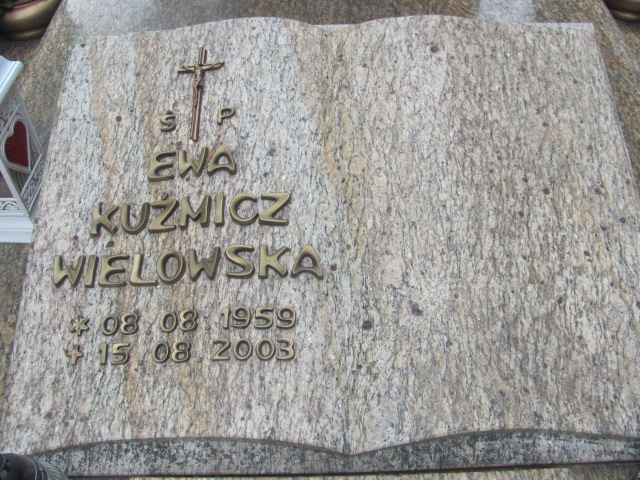 Ś P
EWA
KUŹMICZ
WIELOWSKA
* 08.08.1959
+ 15.08.2003